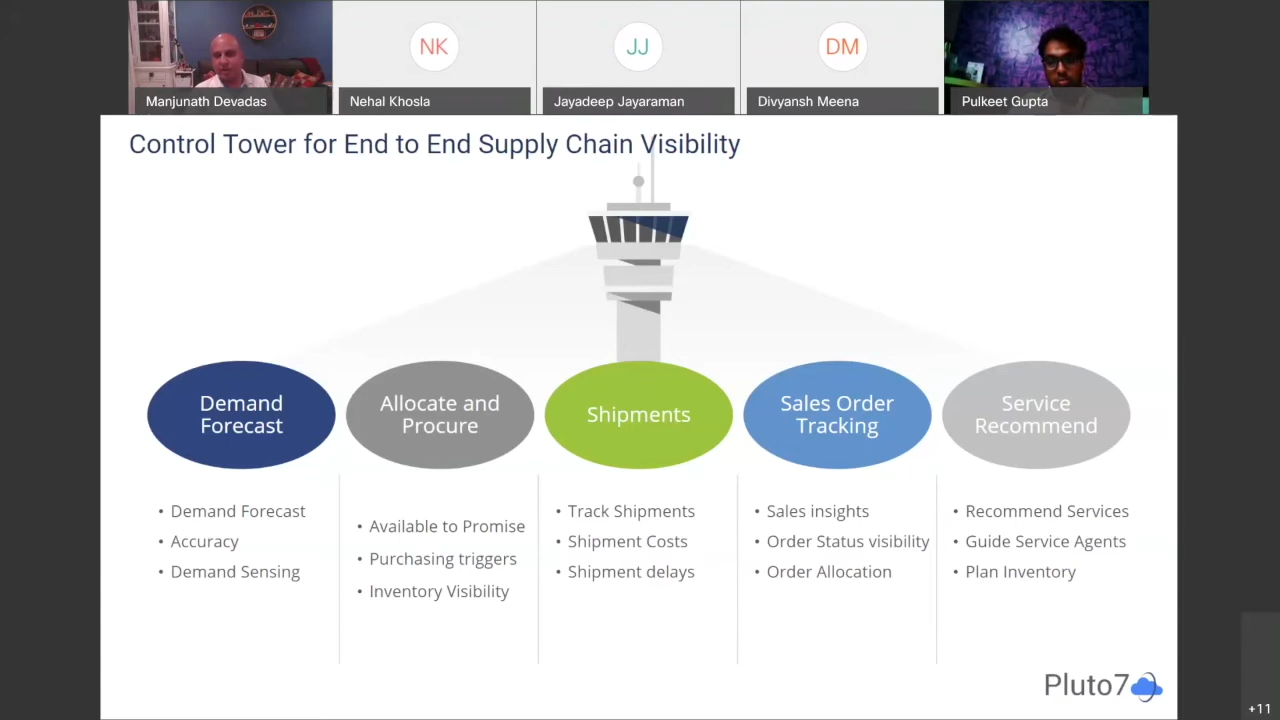 NK
JJ
DM
Manjunath Devadas
Nehal Khosla
Jayadeep Jayaraman
Divyansh Meena
Pulkeet Gupta
Control Tower for End to End Supply Chain Visibility
Demand
Forecast
Allocate and
Procure
Shipments
Sales Order
Tracking
Service
Recommend
• Demand Forecast
• Accuracy
• Demand Sensing
• Available to Promise
• Purchasing triggers
• Inventory Visibility
• Track Shipments
• Shipment Costs
• Shipment delays
• Sales insights
• Order Status visibility
• Order Allocation
• Recommend Services
• Guide Service Agents
• Plan Inventory
Pluto7
+11